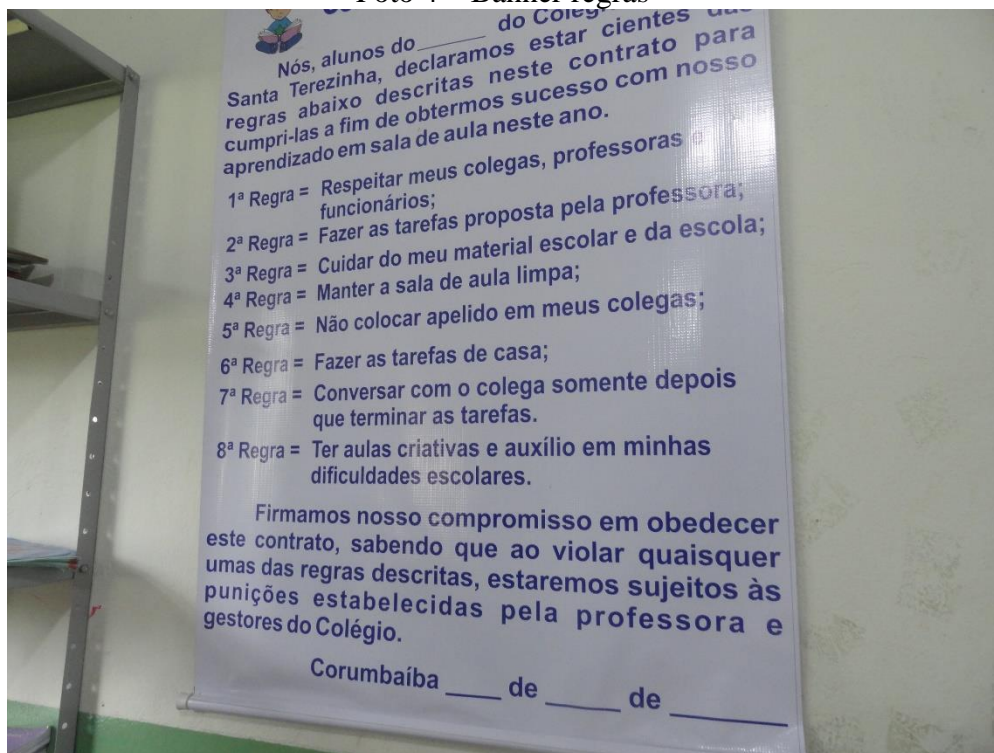 Foto 4 – Banner regras
Nós, alunos do______ do Colégio
Santa Terezinha, declaramos estar cientes das
regras abaixo descritas neste contrato para
cumpri-las a fim de obtermos sucesso com nosso
aprendizado em sala de aula neste ano.
1ª Regra = Respeitar meus colegas, professoras e
funcionários;
2ª Regra = Fazer as tarefas proposta pela professora;
3ª Regra = Cuidar do meu material escolar e da escola;
4ª Regra = Manter a sala de aula limpa;
5ª Regra = Não colocar apelido em meus colegas;
6ª Regra = Fazer as tarefas de casa;
7ª Regra = Conversar com o colega somente depois
que terminar as tarefas.
8ª Regra = Ter aulas criativas e auxílio em minhas
dificuldades escolares.
Firmamos nosso compromisso em obedecer
este contrato, sabendo que ao violar quaisquer
umas das regras descritas, estaremos sujeitos às
punições estabelecidas pela professora e
gestores do Colégio.
Corumbaíba ____ de _____ de ________